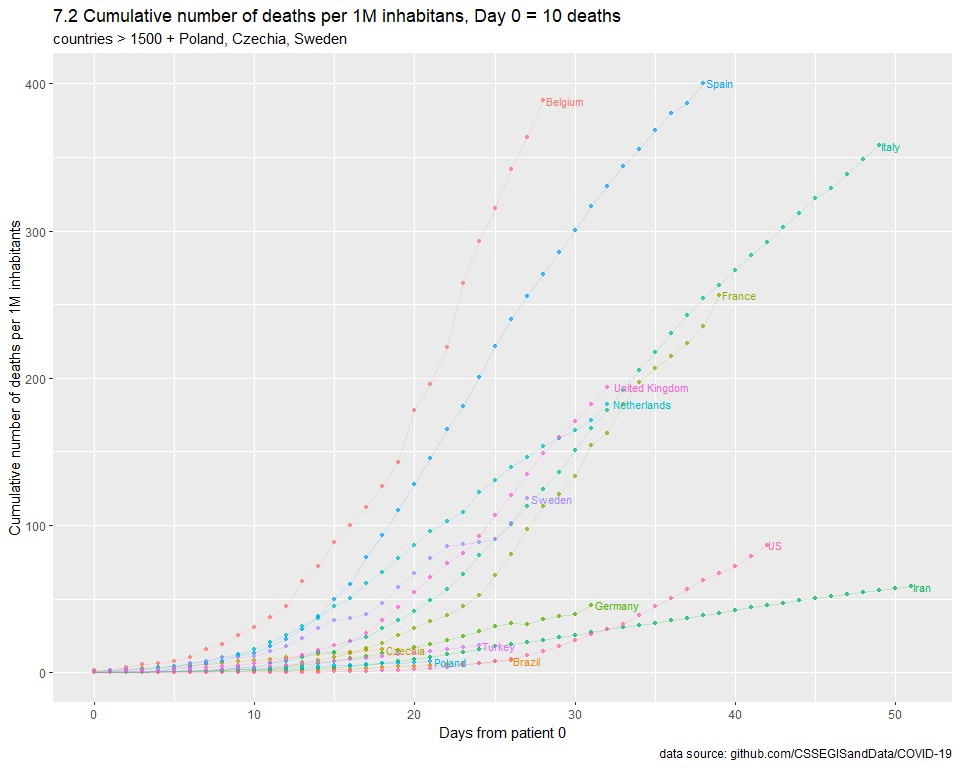 7.2 Cumulative number of deaths per 1M inhabitans, Day 0 = 10 deaths
countries > 1500 + Poland, Czechia, Sweden
Cumulative number of deaths per 1M inhabitants
400
300
200
100
0
Belgium
Spain
Italy
France
United Kingdom
Netherlands
Sweden
US
Iran
Germany
Czechia
Turkey
Poland
Brazil
0 10 20 30 40 50
Days from patient 0
data source: github.com/CSSEGISandData/COVID-19